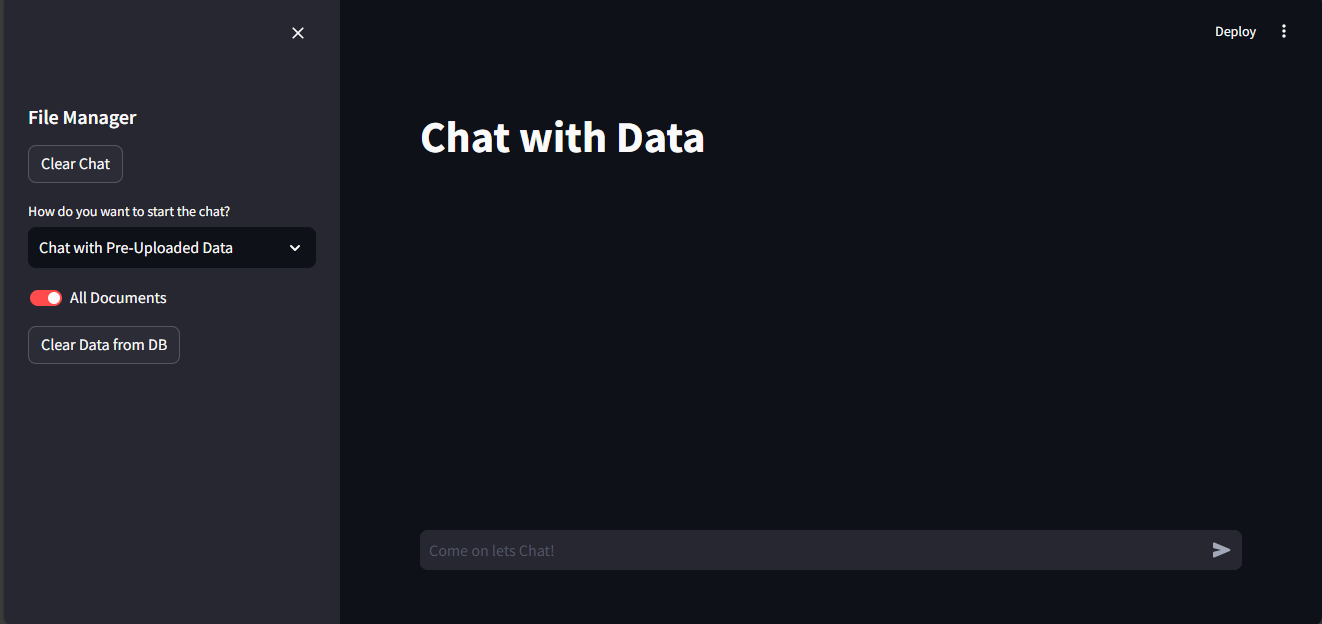 File Manager
Clear Chat
How do you want to start the chat?
Chat with Pre-Uploaded Data
All Documents
Clear Data from DB
Deploy
Chat with Data
Come on lets Chat!